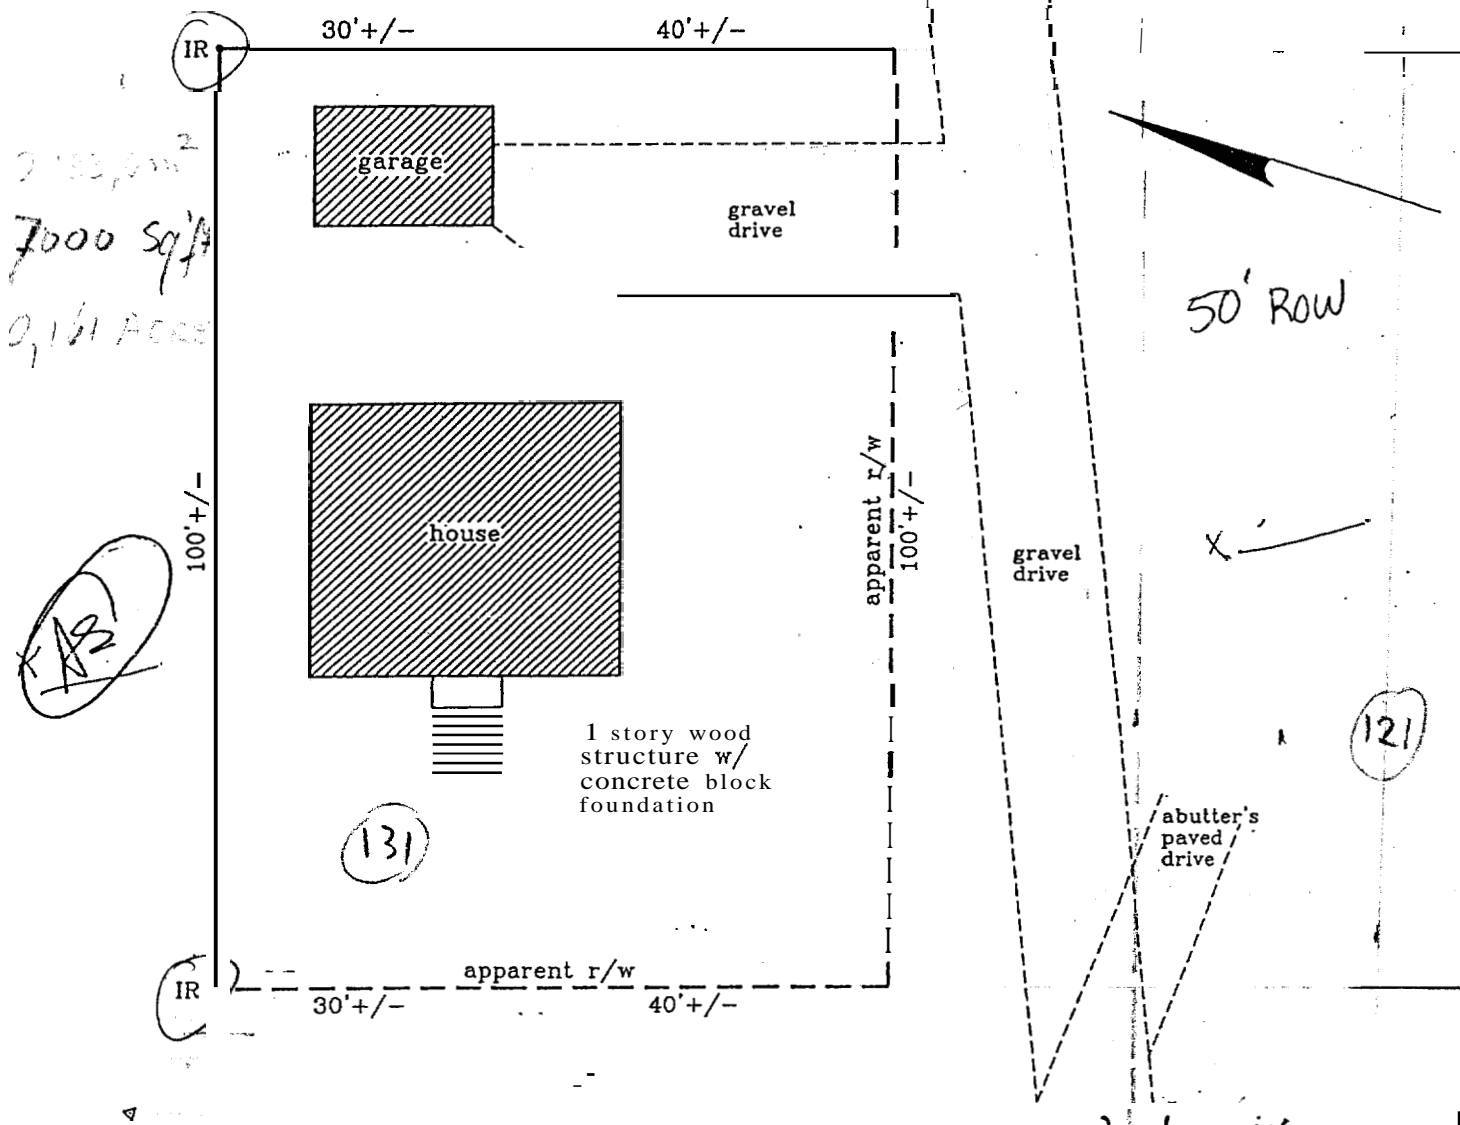 IR
30'+/-
40'+/-
garage
7000 Sq'ft
gravel
drive
50' ROW
100'+/-
house
apparent r/w
100'+/-
gravel
drive
X
1 story wood
structure w/
concrete block
foundation
131
121
abutter's
paved
drive
IR
apparent r/w
30'+/-
40'+/-